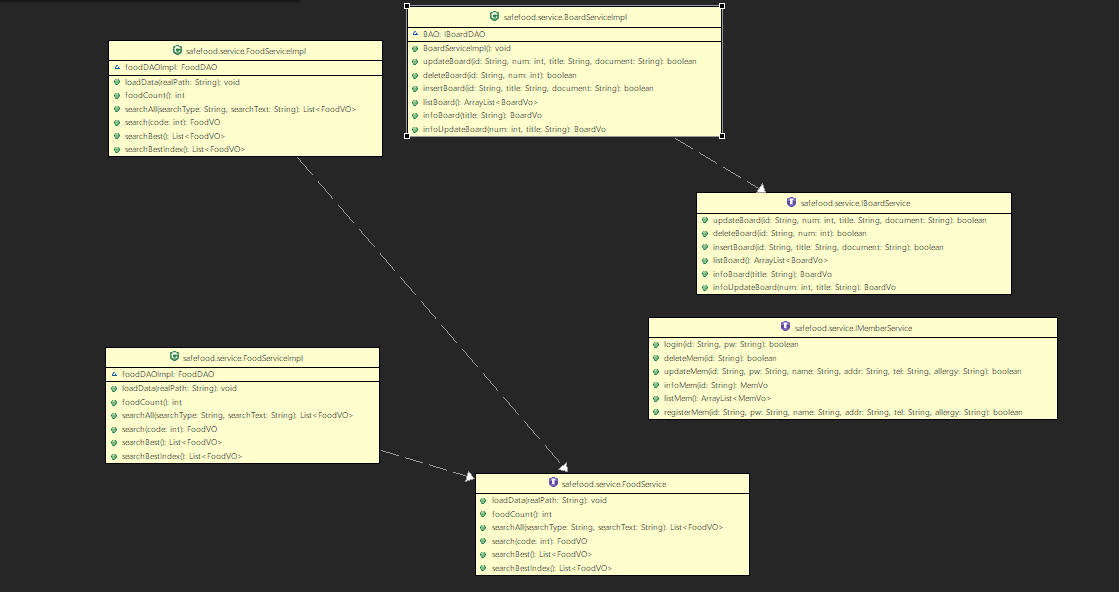 safefood.service.FoodServiceImpl
foodDAOImpl: FoodDAO
loadData(realPath: String): void
foodCount(): int
searchAll(searchType: String, searchText: String): List<FoodVO>
search(code: int): FoodVO
searchBest(): List<FoodVO>
searchBestIndex(): List<FoodVO>
safefood.service.BoardServiceImpl
BAO: IBoardDAO
BoardServiceImpl(): void
updateBoard(id: String, num: int, title: String, document: String): boolean
deleteBoard(id: String, num: int): boolean
insertBoard(id: String, title: String, document: String): boolean
listBoard(): ArrayList<BoardVo>
infoBoard(title: String): BoardVo
infoUpdateBoard(num: int, title: String): BoardVo
safefood.service.IBoardService
updateBoard(id: String, num: int, title: String, document: String): boolean
deleteBoard(id: String, num: int): boolean
insertBoard(id: String, title: String, document: String): boolean
listBoard(): ArrayList<BoardVo>
infoBoard(title: String): BoardVo
infoUpdateBoard(num: int, title: String): BoardVo
safefood.service.IMemberService
login(id: String, pw: String): boolean
deleteMem(id: String): boolean
updateMem(id: String, pw: String, name: String, addr: String, tel: String, allergy: String): boolean
infoMem(id: String): MemVo
listMem(): ArrayList<MemVo>
registerMem(id: String, pw: String, name: String, addr: String, tel: String, allergy: String): boolean
safefood.service.FoodServiceImpl
foodDAOImpl: FoodDAO
loadData(realPath: String): void
foodCount(): int
searchAll(searchType: String, searchText: String): List<FoodVO>
search(code: int): FoodVO
searchBest(): List<FoodVO>
searchBestIndex(): List<FoodVO>
safefood.service.FoodService
loadData(realPath: String): void
foodCount(): int
searchAll(searchType: String, searchText: String): List<FoodVO>
search(code: int): FoodVO
searchBest(): List<FoodVO>
searchBestIndex(): List<FoodVO>